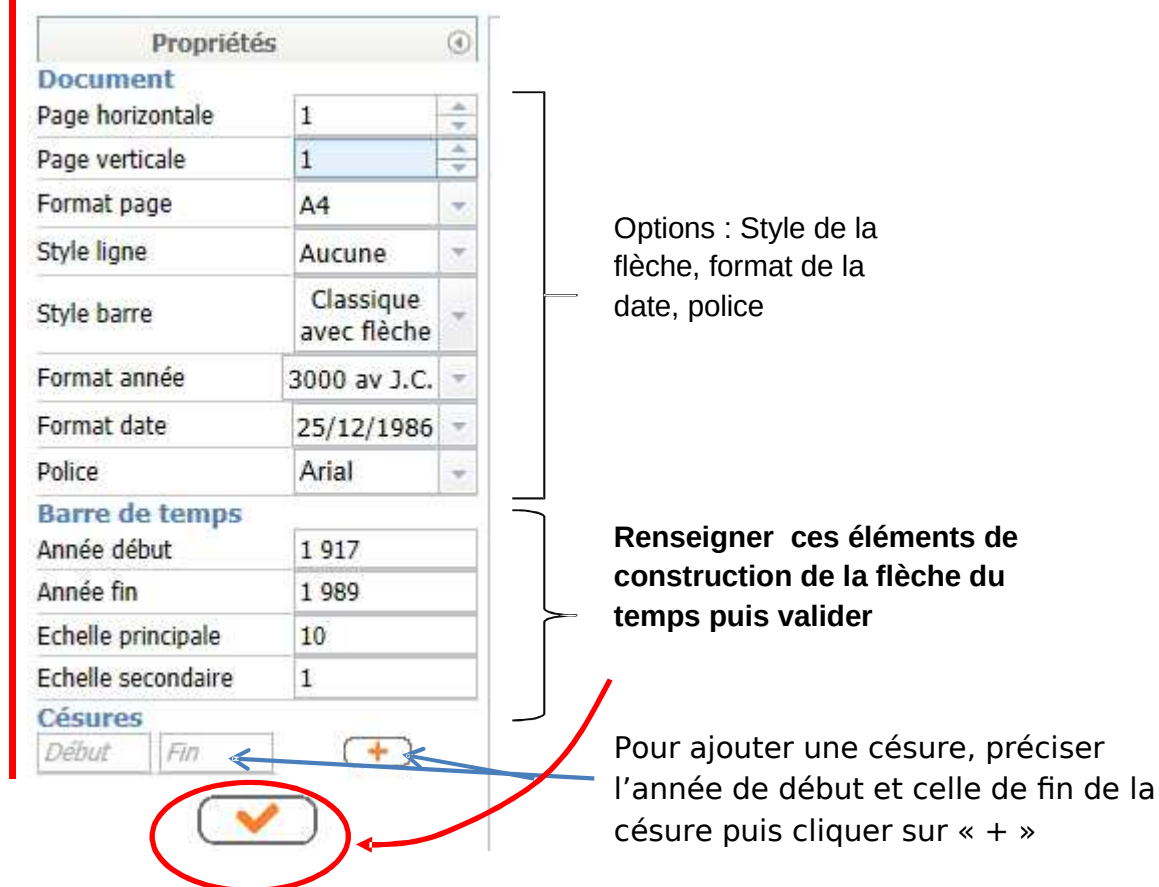 Propriétés
Document
Page horizontale 1
Page verticale 1
Format page A4
Style ligne Aucune
Style barre Classique
avec flèche
Format année 3000 av J.C.
Format date 25/12/1986
Police Arial
Barre de temps
Année début 1 917
Année fin 1 989
Echelle principale 10
Echelle secondaire 1
Césures
Début Fin +
Options : Style de la
flèche, format de la
date, police
Renseigner ces éléments de
construction de la flèche du
temps puis valider
Pour ajouter une césure, préciser
l'année de début et celle de fin de la
césure puis cliquer sur « + »